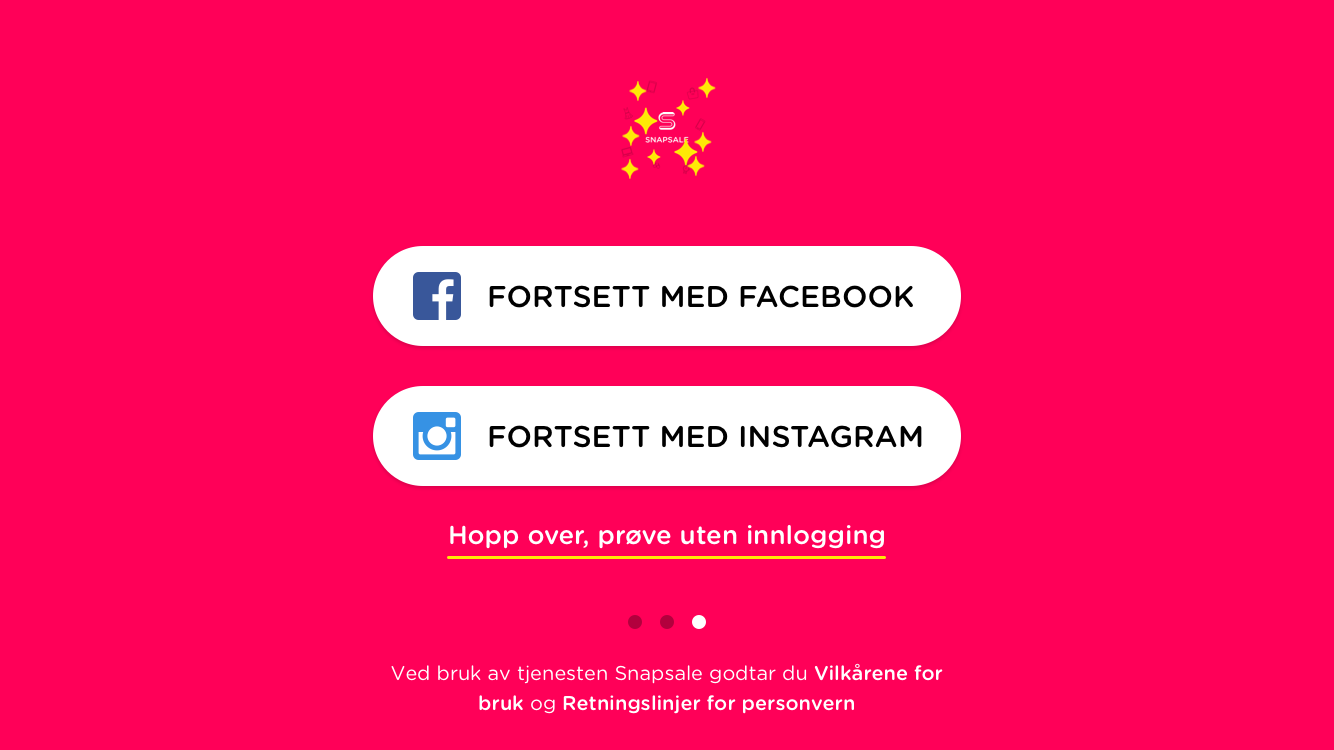 SNAPSALE
FORTSETT MED FACEBOOK
FORTSETT MED INSTAGRAM
Hopp over, prøve uten innlogging
Ved bruk av tjenesten Snapsale godtar du Vilkårene for
bruk og Retningslinjer for personvern